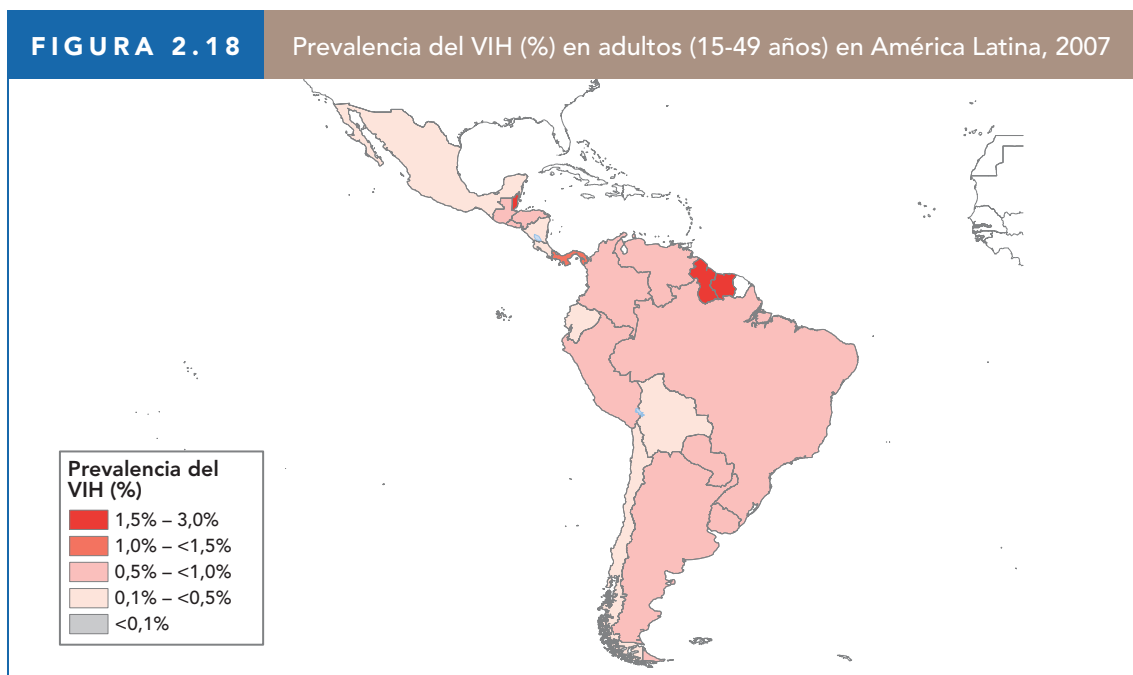 FIGURA 2.18
Prevalencia del VIH (%) en adultos (15-49 años) en América Latina, 2007
Prevalencia del
VIH (%)
1,5% – 3,0%
1,0% – <1,5%
0,5% – <1,0%
0,1% – <0,5%
<0,1%